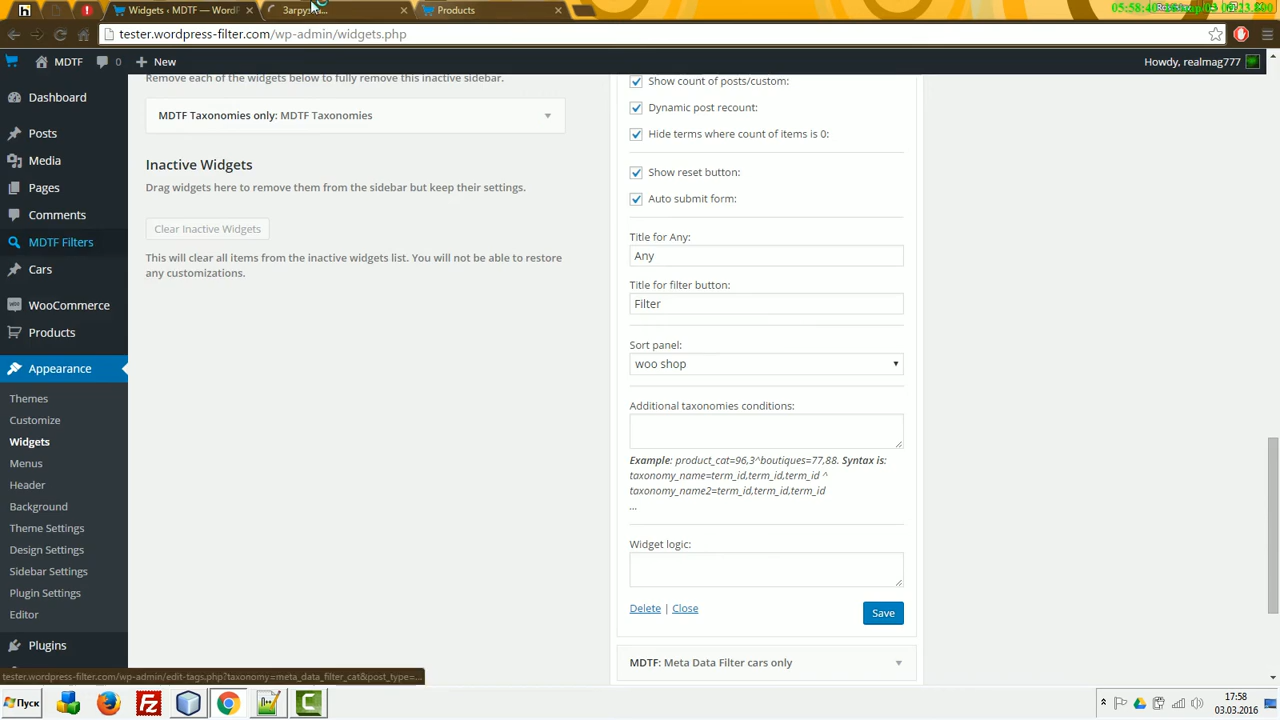 Widgets ‹ MDTF — WordF
Загру
Products
tester.wordpress-filter.com/wp-admin/widgets.php
MDTF
0
New
Howdy, realmag777
Dashboard
Posts
Media
Pages
Comments
MDTF Filters
Cars
WooCommerce
Products
Appearance
Themes
Customize
Widgets
Menus
Header
Background
Theme Settings
Design Settings
Sidebar Settings
Plugin Settings
Editor
Plugins
Remove each of the widgets below to fully remove this inactive sidebar.
MDTF Taxonomies only: MDTF Taxonomies
Inactive Widgets
Drag widgets here to remove them from the sidebar but keep their settings.
Clear Inactive Widgets
This will clear all items from the inactive widgets list. You will not be able to restore
any customizations.
Show count of posts/custom:
Dynamic post recount:
Hide terms where count of items is 0:
Show reset button:
Auto submit form:
Title for Any:
Any
Title for filter button:
Filter
Sort panel:
woo shop
Additional taxonomies conditions:
Example: product_cat=96,3^boutiques=77,88. Syntax is:
taxonomy_name=term_id,term_id,term_id ^
taxonomy_name2=term_id,term_id,term_id
...
Widget logic:
Delete | Close
Save
MDTF: Meta Data Filter cars only
tester.wordpress-filter.com/wp-admin/edit-tags.php?taxonomy=meta_data_filter_cat&post_type=...
Пуск
17:58
03.03.2016